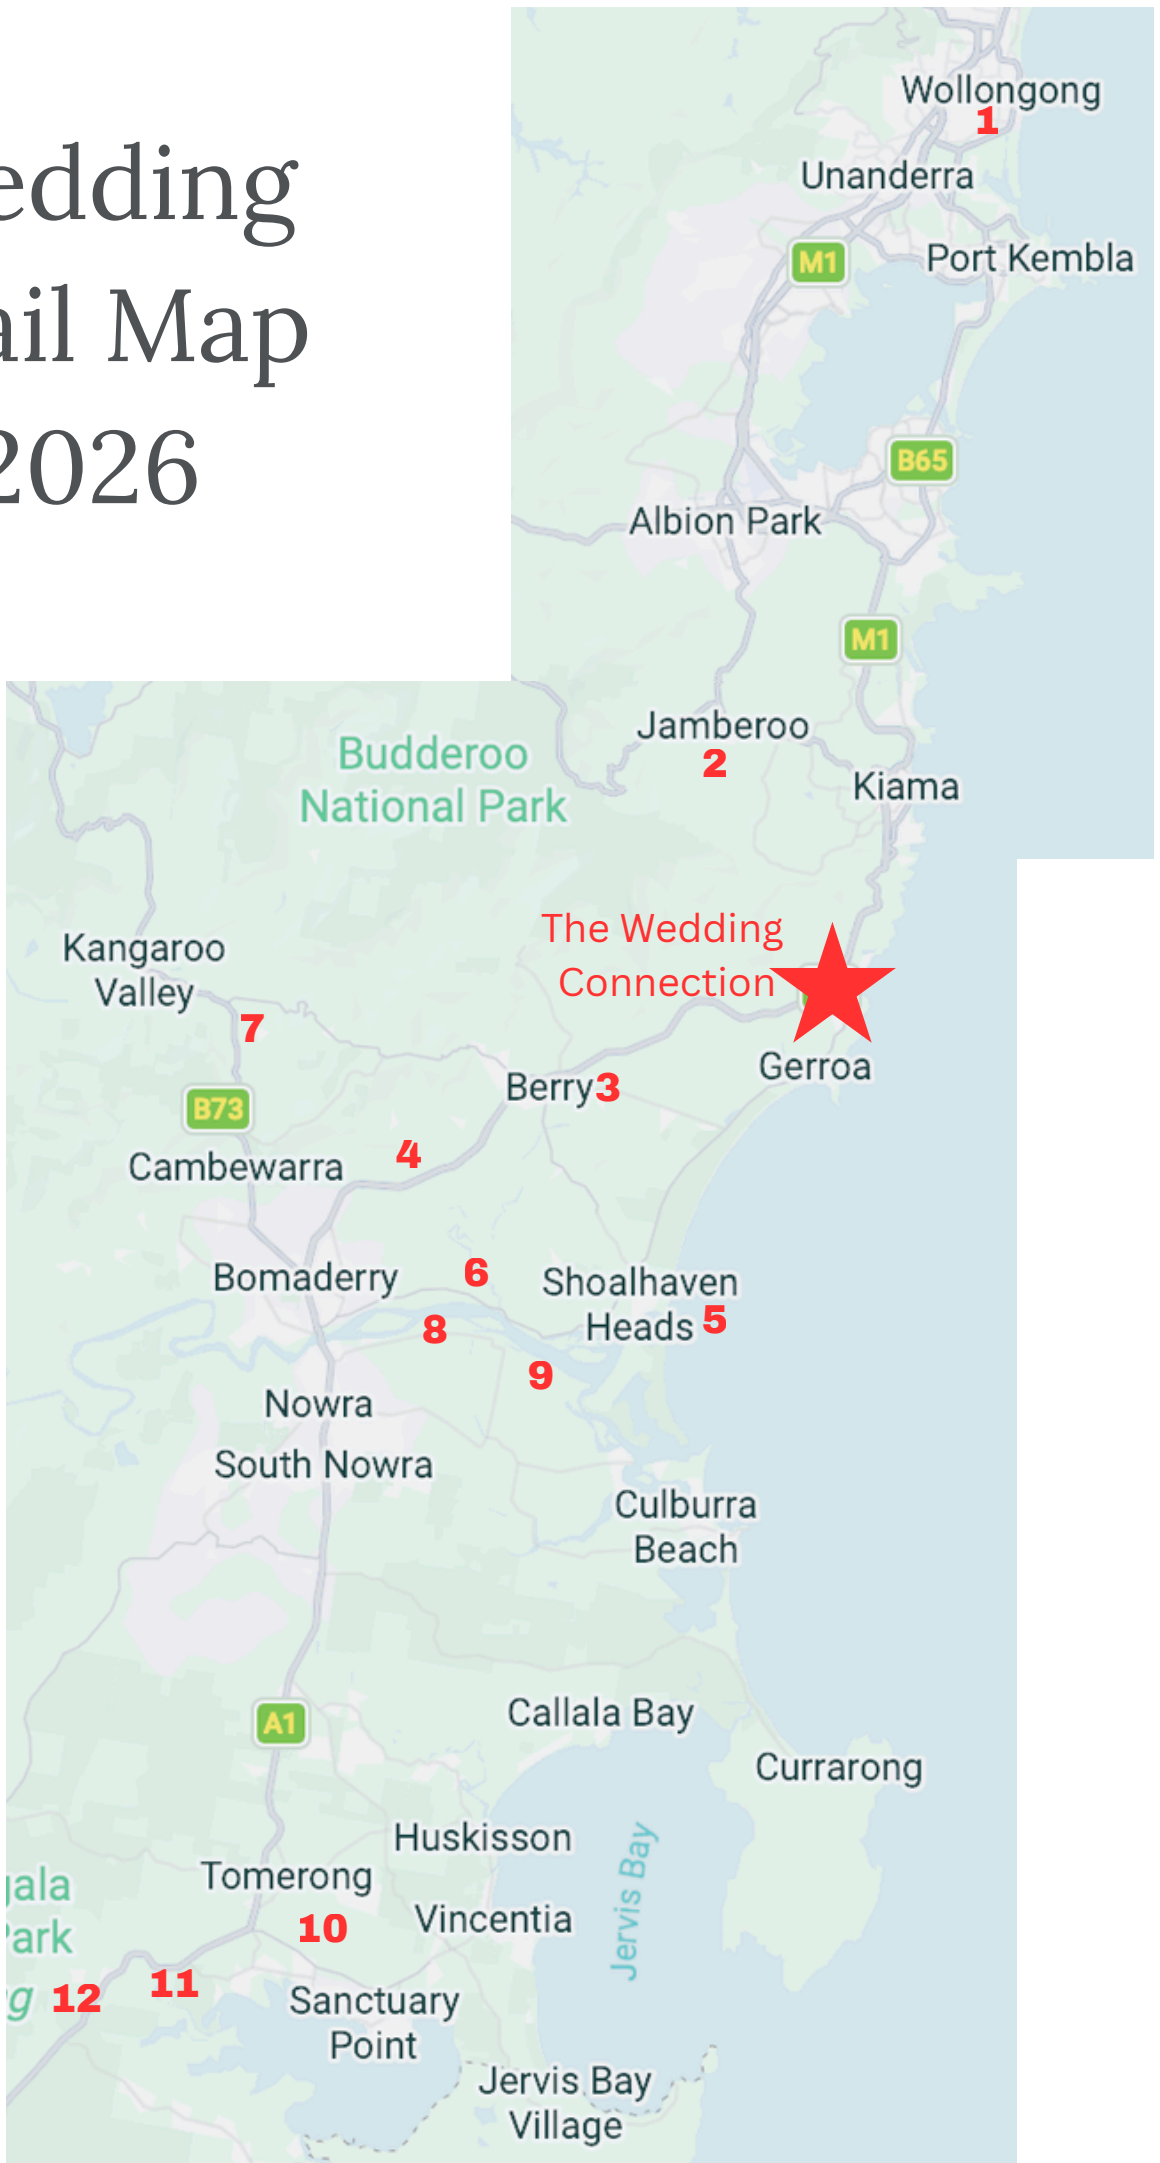 edding
ail Map
2026
Wollongong
1
Unanderra
M1
Port Kembla
B65
Albion Park
M1
Jamberoo
2
Kiama
Budderoo
National Park
The Wedding
Connection
Kangaroo
Valley
7
Gerroa
Berry 3
B73
4
Cambewarra
6
Bomaderry
Shoalhaven
Heads 5
8
9
Nowra
South Nowra
Culburra
Beach
A1
Callala Bay
Currarong
Huskisson
Jervis Bay
Tomerong
gala
Park
10
Vincentia
g
12
11
Sanctuary
Point
Jervis Bay
Village